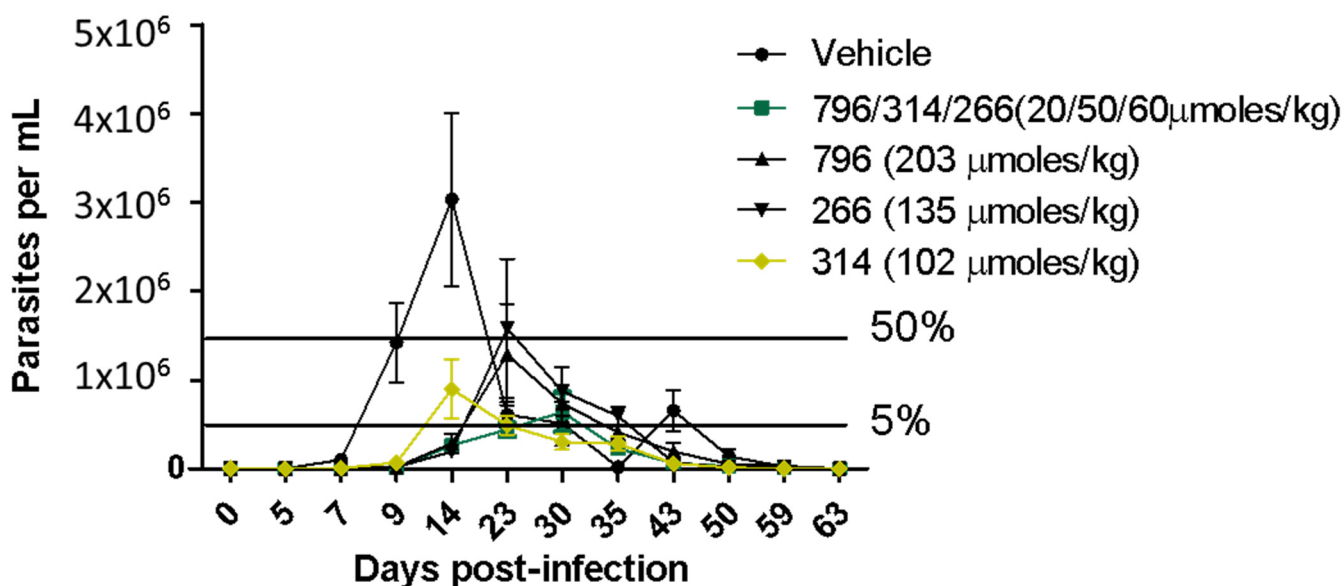 5x10⁶
4x10⁶
3x10⁶
2x10⁶
1x10⁶
0
Parasites per mL
Vehicle
796/314/266(20/50/60μmoles/kg)
796 (203 μmoles/kg)
266 (135 μmoles/kg)
314 (102 μmoles/kg)
50%
5%
0 5 7 9 14 23 30 35 43 50 59 63
Days post-infection